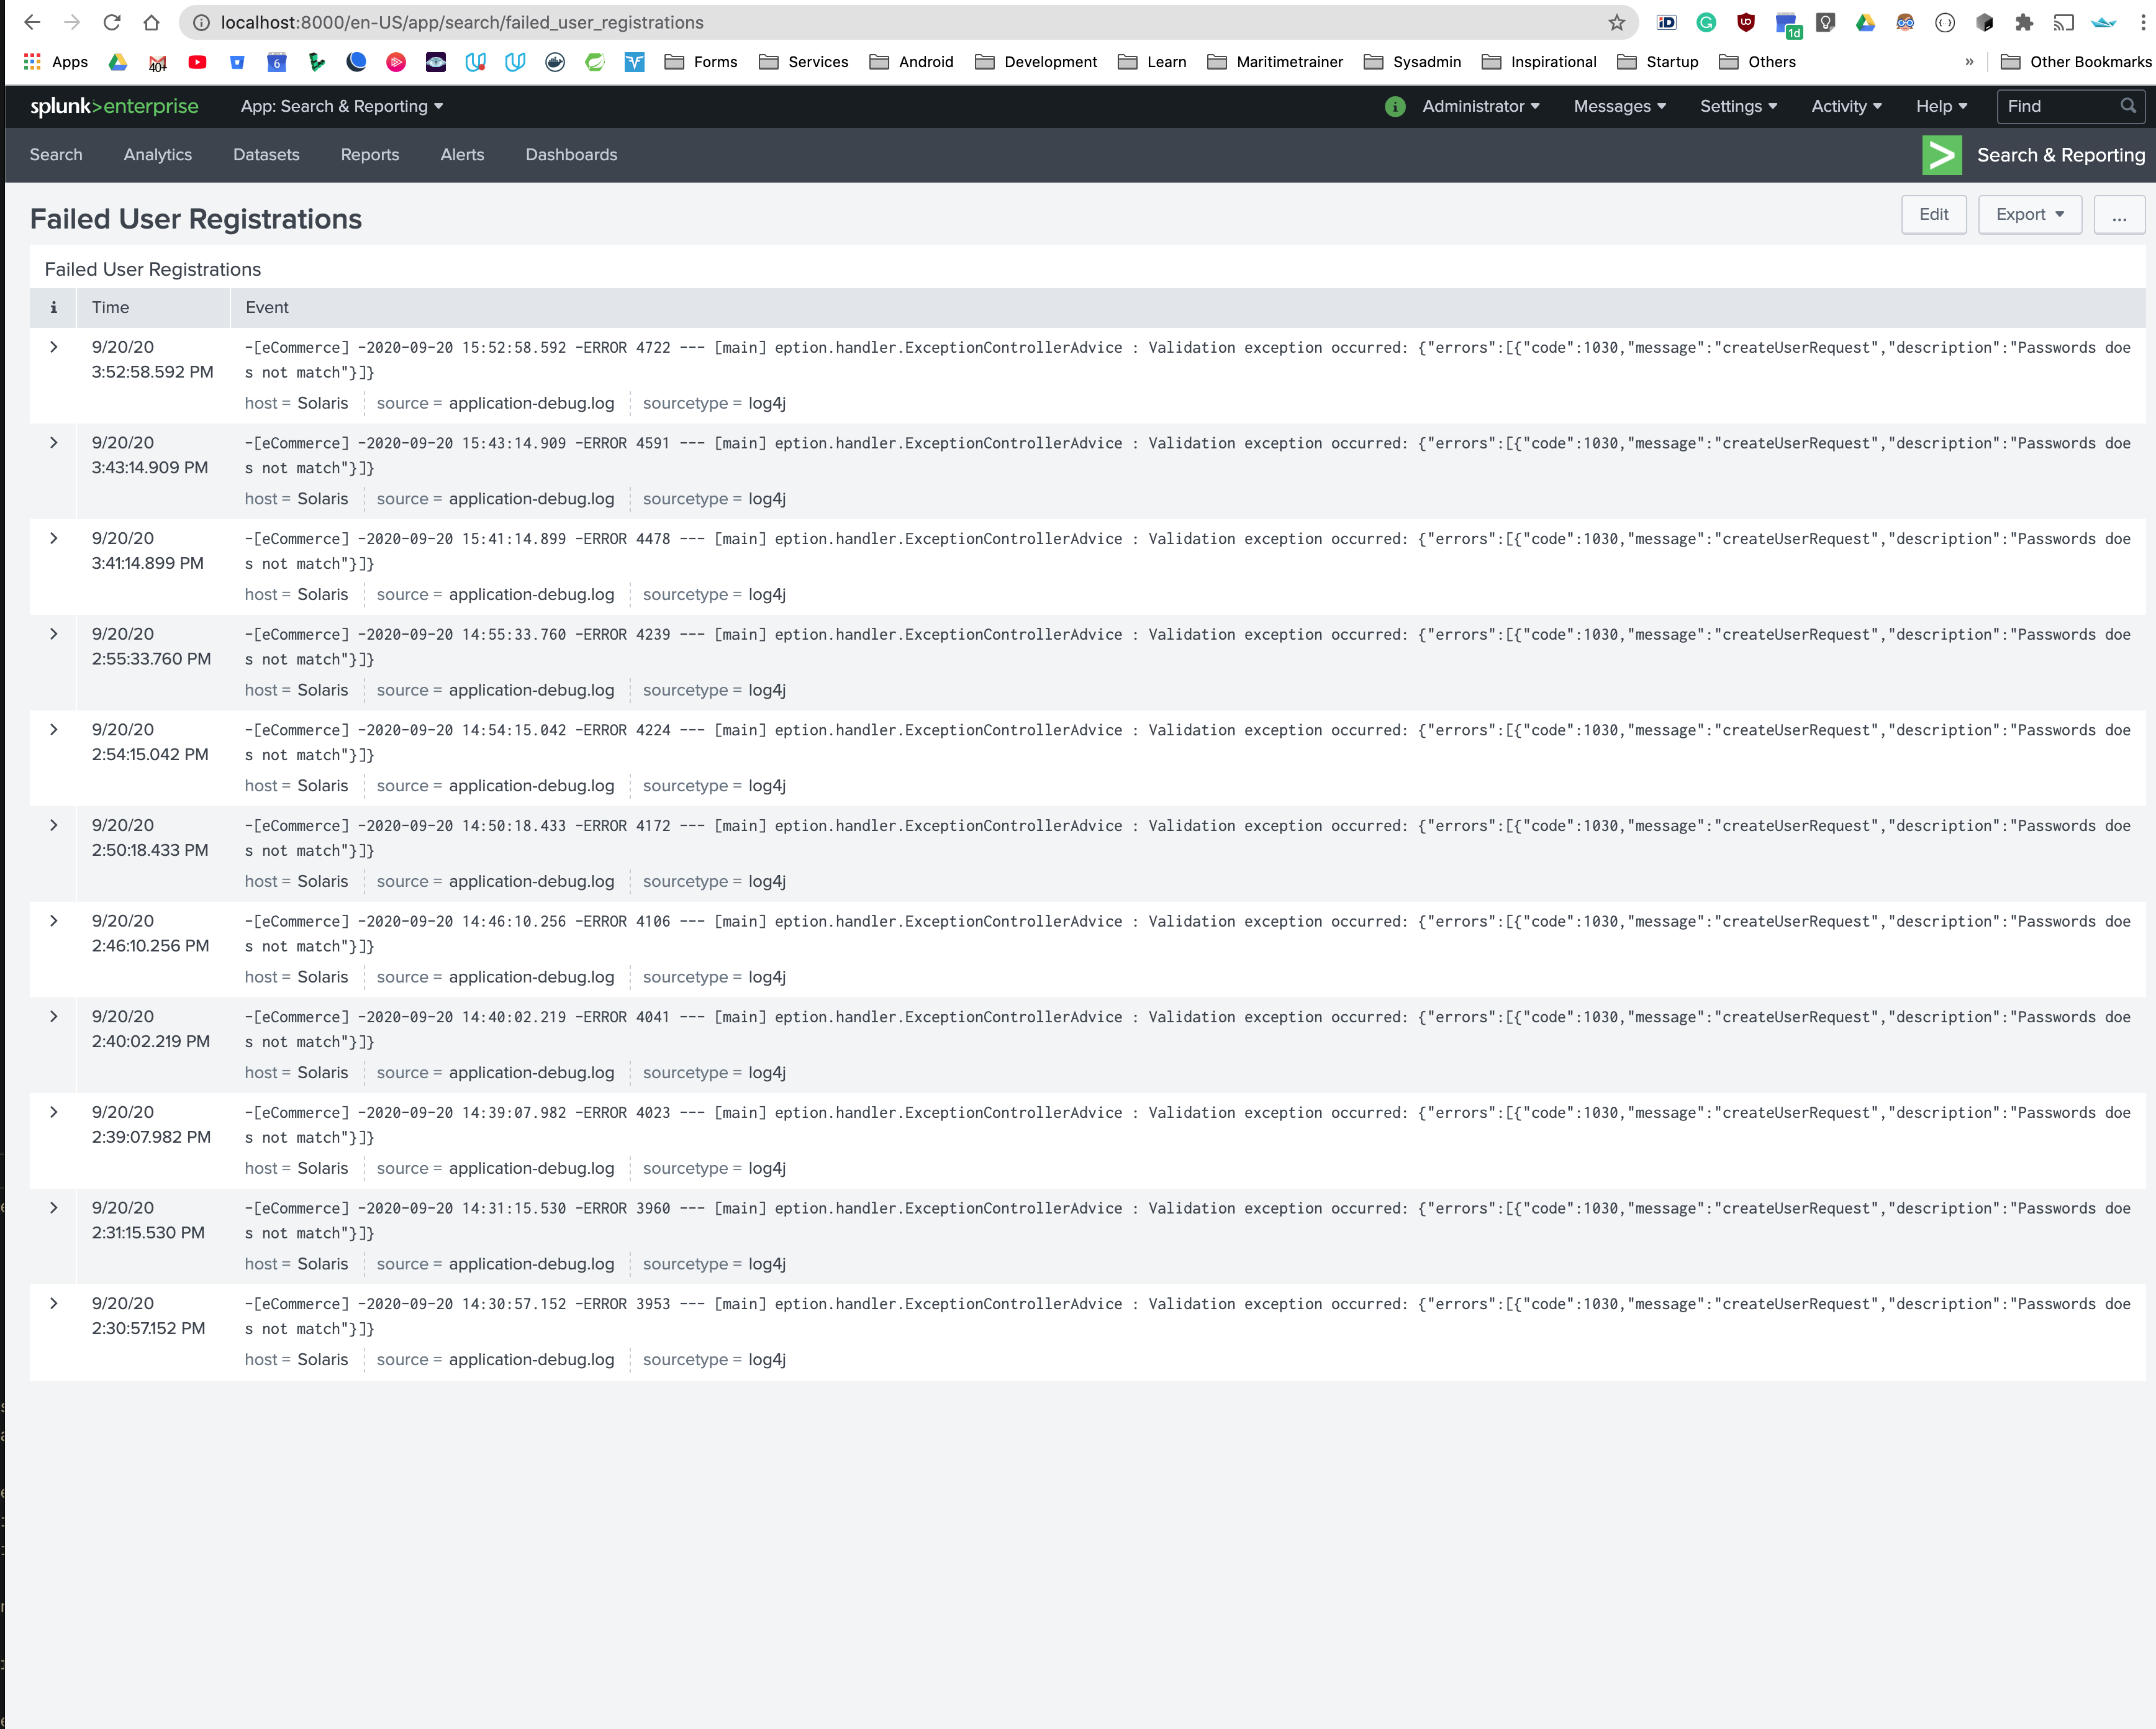 localhost:8000/en-US/app/search/failed_user_registrations
1d
Apps 404 6 Forms Services Android Development Learn Maritimetrainer Sysadmin Inspirational Startup Others » Other Bookmarks
splunk>enterprise App: Search & Reporting Administrator Messages Settings Activity Help Find
Search Analytics Datasets Reports Alerts Dashboards Search & Reporting
Failed User Registrations Edit Export ...
Failed User Registrations
i Time Event
9/20/20 -[eCommerce] -2020-09-20 15:52:58.592 -ERROR 4722 --- [main] eption.handler.ExceptionControllerAdvice : Validation exception occurred: {"errors":[{"code":1030,"message":"createUserRequest","description":"Passwords doe
3:52:58.592 PM s not match"}]}
host = Solaris source = application-debug.log sourcetype = log4j
9/20/20 -[eCommerce] -2020-09-20 15:43:14.909 -ERROR 4591 --- [main] eption.handler.ExceptionControllerAdvice : Validation exception occurred: {"errors":[{"code":1030,"message":"createUserRequest","description":"Passwords doe
3:43:14.909 PM s not match"}]}
host = Solaris source = application-debug.log sourcetype = log4j
9/20/20 -[eCommerce] -2020-09-20 15:41:14.899 -ERROR 4478 --- [main] eption.handler.ExceptionControllerAdvice : Validation exception occurred: {"errors":[{"code":1030,"message":"createUserRequest","description":"Passwords doe
3:41:14.899 PM s not match"}]}
host = Solaris source = application-debug.log sourcetype = log4j
9/20/20 -[eCommerce] -2020-09-20 14:55:33.760 -ERROR 4239 --- [main] eption.handler.ExceptionControllerAdvice : Validation exception occurred: {"errors":[{"code":1030,"message":"createUserRequest","description":"Passwords doe
2:55:33.760 PM s not match"}]}
host = Solaris source = application-debug.log sourcetype = log4j
9/20/20 -[eCommerce] -2020-09-20 14:54:15.042 -ERROR 4224 --- [main] eption.handler.ExceptionControllerAdvice : Validation exception occurred: {"errors":[{"code":1030,"message":"createUserRequest","description":"Passwords doe
2:54:15.042 PM s not match"}]}
host = Solaris source = application-debug.log sourcetype = log4j
9/20/20 -[eCommerce] -2020-09-20 14:50:18.433 -ERROR 4172 --- [main] eption.handler.ExceptionControllerAdvice : Validation exception occurred: {"errors":[{"code":1030,"message":"createUserRequest","description":"Passwords doe
2:50:18.433 PM s not match"}]}
host = Solaris source = application-debug.log sourcetype = log4j
9/20/20 -[eCommerce] -2020-09-20 14:46:10.256 -ERROR 4106 --- [main] eption.handler.ExceptionControllerAdvice : Validation exception occurred: {"errors":[{"code":1030,"message":"createUserRequest","description":"Passwords doe
2:46:10.256 PM s not match"}]}
host = Solaris source = application-debug.log sourcetype = log4j
9/20/20 -[eCommerce] -2020-09-20 14:40:02.219 -ERROR 4041 --- [main] eption.handler.ExceptionControllerAdvice : Validation exception occurred: {"errors":[{"code":1030,"message":"createUserRequest","description":"Passwords doe
2:40:02.219 PM s not match"}]}
host = Solaris source = application-debug.log sourcetype = log4j
9/20/20 -[eCommerce] -2020-09-20 14:39:07.982 -ERROR 4023 --- [main] eption.handler.ExceptionControllerAdvice : Validation exception occurred: {"errors":[{"code":1030,"message":"createUserRequest","description":"Passwords doe
2:39:07.982 PM s not match"}]}
host = Solaris source = application-debug.log sourcetype = log4j
9/20/20 -[eCommerce] -2020-09-20 14:31:15.530 -ERROR 3960 --- [main] eption.handler.ExceptionControllerAdvice : Validation exception occurred: {"errors":[{"code":1030,"message":"createUserRequest","description":"Passwords doe
2:31:15.530 PM s not match"}]}
host = Solaris source = application-debug.log sourcetype = log4j
9/20/20 -[eCommerce] -2020-09-20 14:30:57.152 -ERROR 3953 --- [main] eption.handler.ExceptionControllerAdvice : Validation exception occurred: {"errors":[{"code":1030,"message":"createUserRequest","description":"Passwords doe
2:30:57.152 PM s not match"}]}
host = Solaris source = application-debug.log sourcetype = log4j